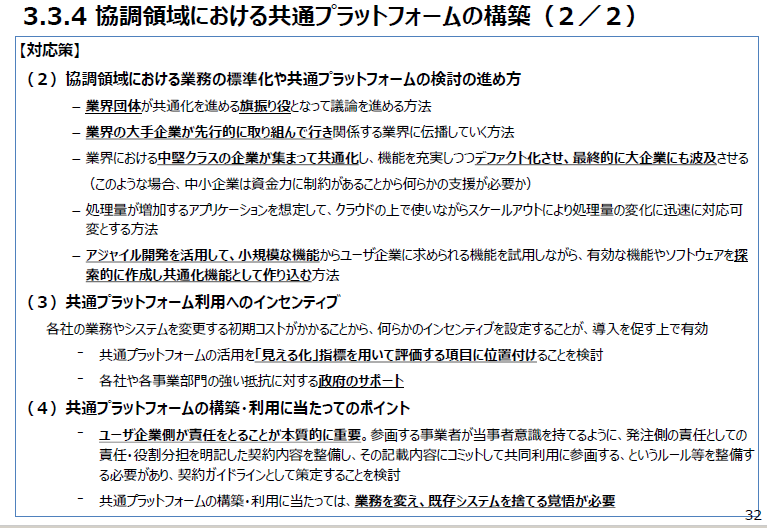 3.3.4 協調領域における共通プラットフォームの構築（２／２）
【対応策】
（２）協調領域における業務の標準化や共通プラットフォームの検討の進め方
– 業界団体が共通化を進める旗振り役となって議論を進める方法
– 業界の大手企業が先行的に取り組んで行き関係する業界に伝播していく方法
– 業界における中堅クラスの企業が集まって共通化し、機能を充実しつつデファクト化させ、最終的に大企業にも波及させる
（このような場合、中小企業は資金力に制約があることから何らかの支援が必要か）
– 処理量が増加するアプリケーションを想定して、クラウドの上で使いながらスケールアウトにより処理量の変化に迅速に対応可
変とする方法
– アジャイル開発を活用して、小規模な機能からユーザ企業に求められる機能を試用しながら、有効な機能やソフトウェアを探
索的に作成し共通化機能として作り込む方法
（３）共通プラットフォーム利用へのインセンティブ
各社の業務やシステムを変更する初期コストがかかることから、何らかのインセンティブを設定することが、導入を促す上で有効
- 共通プラットフォームの活用を「見える化」指標を用いて評価する項目に位置付けることを検討
- 各社や各事業部門の強い抵抗に対する政府のサポート
（４）共通プラットフォームの構築・利用に当たってのポイント
- ユーザ企業側が責任をとることが本質的に重要。参画する事業者が当事者意識を持てるように、発注側の責任としての
責任・役割分担を明記した契約内容を整備し、その記載内容にコミットして共同利用に参画する、というルール等を整備す
る必要があり、契約ガイドラインとして策定することを検討
- 共通プラットフォームの構築・利用に当たっては、業務を変え、既存システムを捨てる覚悟が必要
32